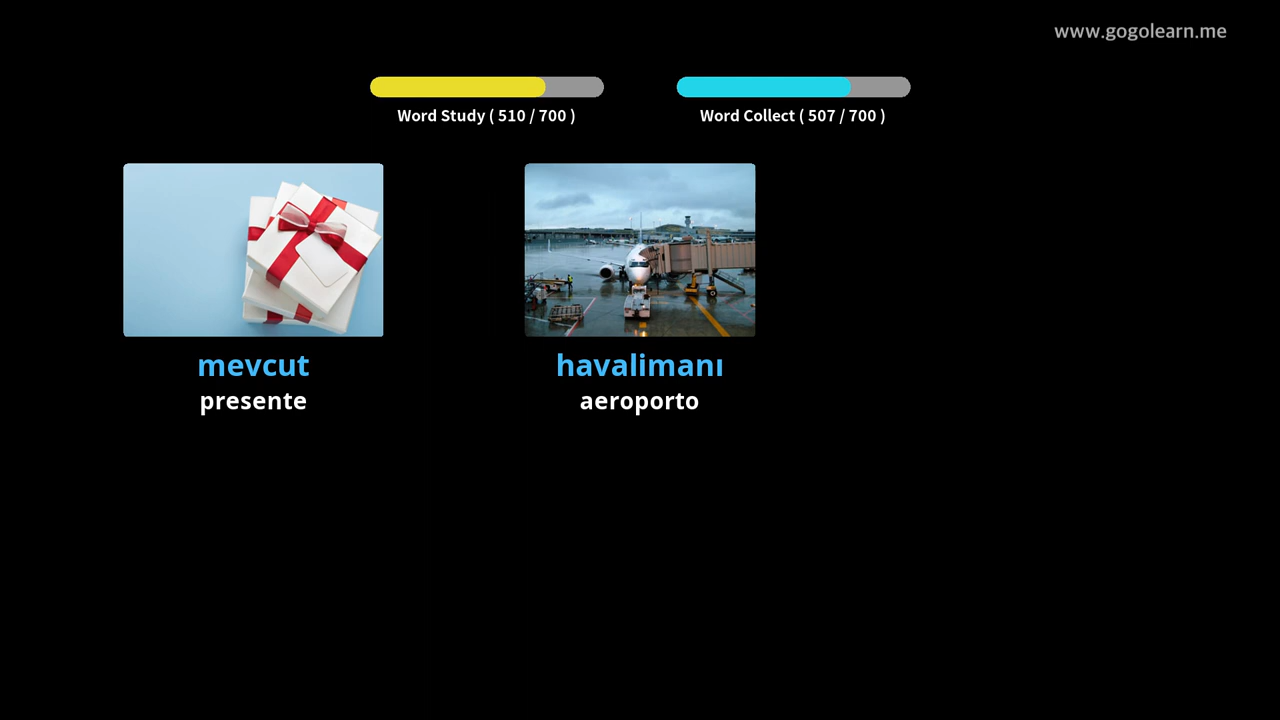 www.gogolearn.me
Word Study ( 510 / 700 )
Word Collect ( 507 / 700 )
mevcut
presente
havalimanı
aeroporto